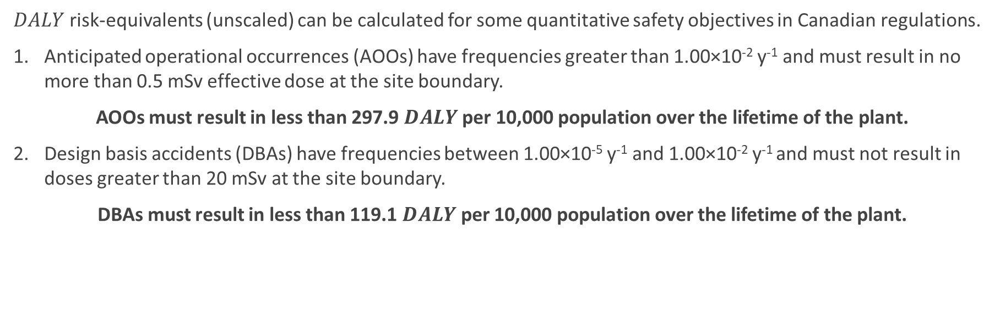 DALY risk-equivalents (unscaled) can be calculated for some quantitative safety objectives in Canadian regulations.
1. Anticipated operational occurrences (AOOs) have frequencies greater than 1.00×10⁻² y⁻¹ and must result in no
more than 0.5 mSv effective dose at the site boundary.
AOOs must result in less than 297.9 DALY per 10,000 population over the lifetime of the plant.
2. Design basis accidents (DBAs) have frequencies between 1.00×10⁻⁵ y⁻¹ and 1.00×10⁻² y⁻¹ and must not result in
doses greater than 20 mSv at the site boundary.
DBAs must result in less than 119.1 DALY per 10,000 population over the lifetime of the plant.